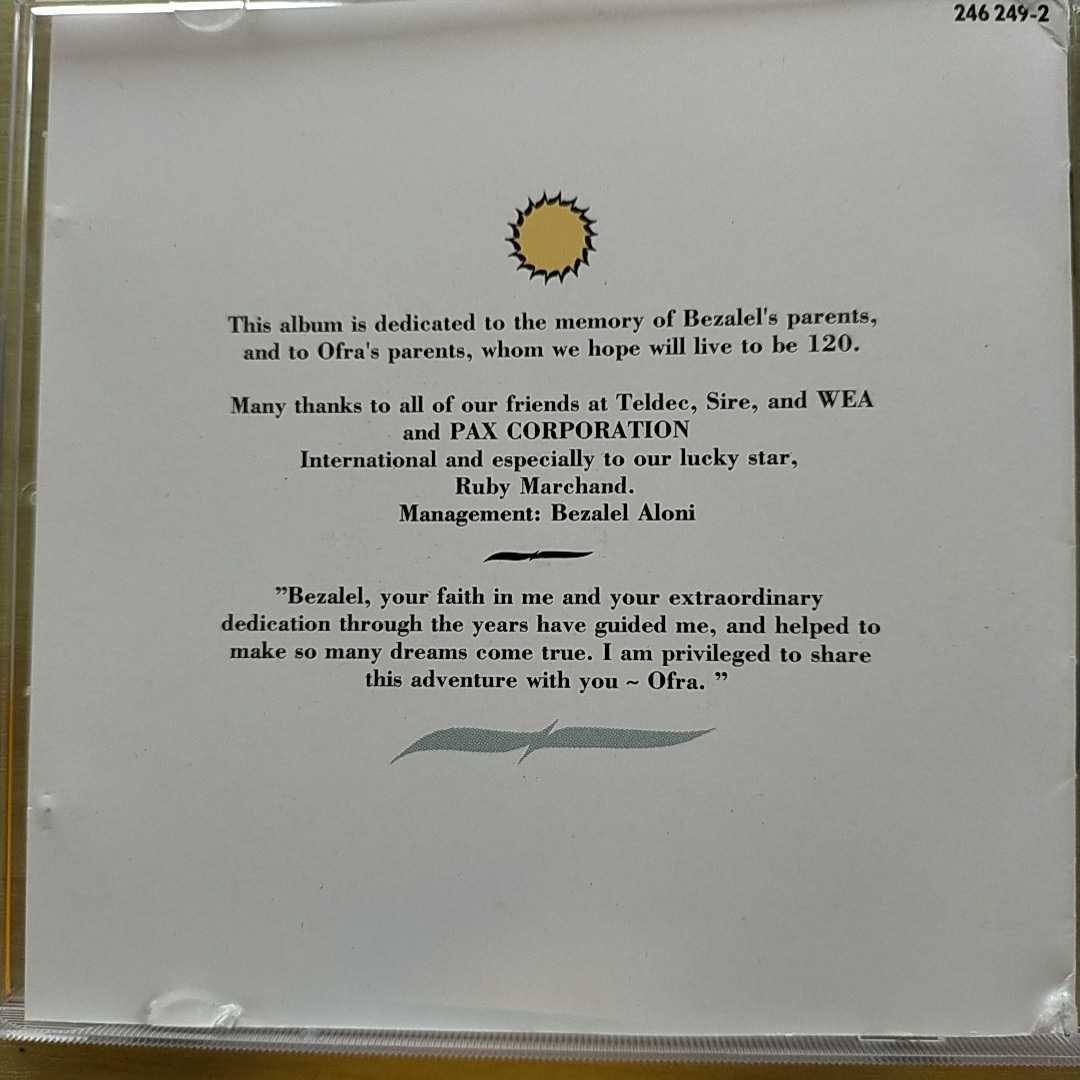 246 249-2
This album is dedicated to the memory of Bezalel's parents,
and to Ofra's parents, whom we hope will live to be 120.
Many thanks to all of our friends at Teldec, Sire, and WEA
and PAX CORPORATION
International and especially to our lucky star,
Ruby Marchand.
Management: Bezalel Aloni
”Bezalel, your faith in me and your extraordinary
dedication through the years have guided me, and helped to
make so many dreams come true. I am privileged to share
this adventure with you ~ Ofra. ”